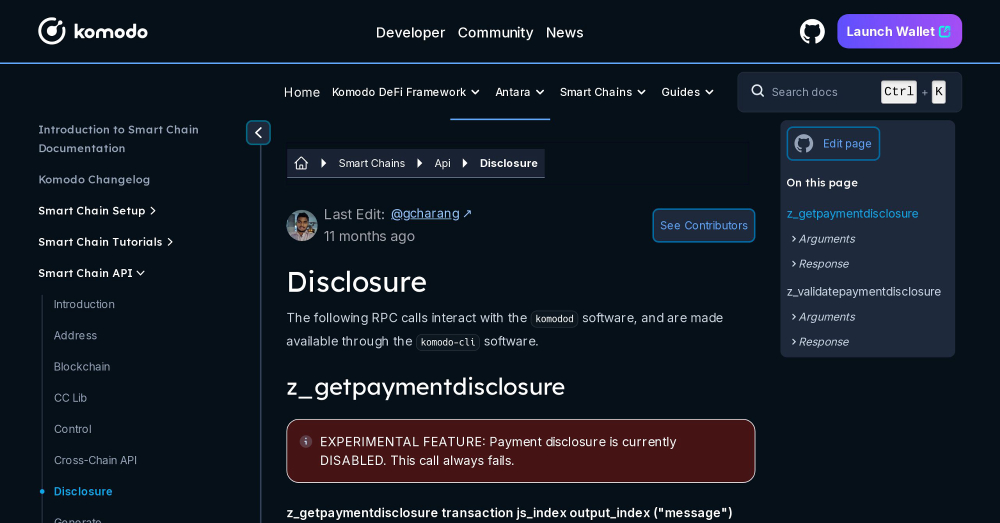 komodo
Developer Community News
Launch Wallet
Home Komodo DeFi Framework Antara Smart Chains Guides
Search docs Ctrl + K
Introduction to Smart Chain
Documentation
Komodo Changelog
Smart Chain Setup
Smart Chain Tutorials
Smart Chain API
Introduction
Address
Blockchain
CC Lib
Control
Cross-Chain API
Disclosure
Generate
Smart Chains Api Disclosure
Last Edit: @gcharang ↗
11 months ago
See Contributors
Disclosure
The following RPC calls interact with the komodod software, and are made
available through the komodo-cli software.
z_getpaymentdisclosure
EXPERIMENTAL FEATURE: Payment disclosure is currently
DISABLED. This call always fails.
z_getpaymentdisclosure transaction js_index output_index ("message")
Edit page
On this page
z_getpaymentdisclosure
Arguments
Response
z_validatepaymentdisclosure
Arguments
Response